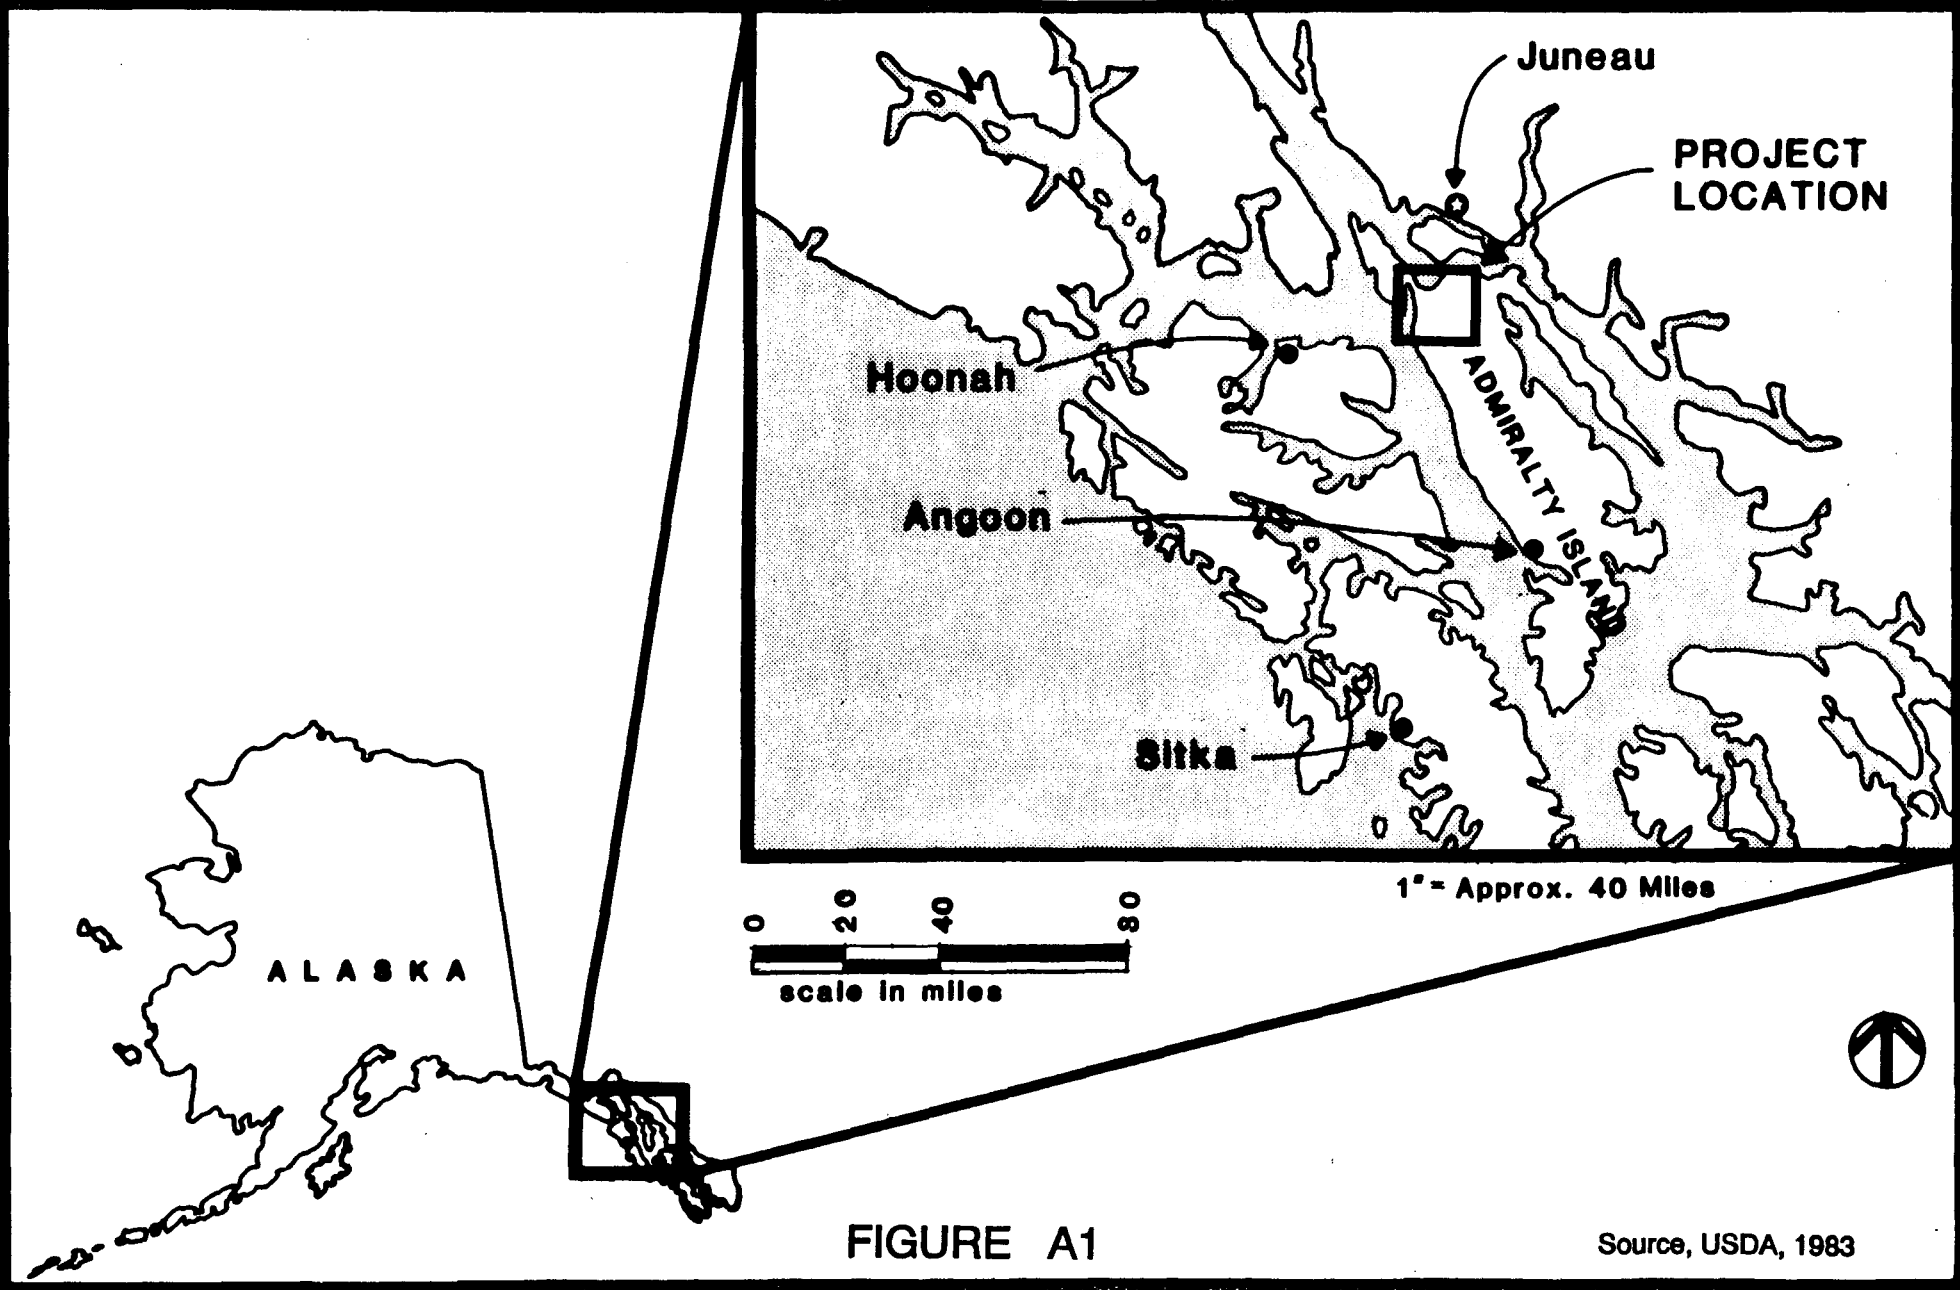 Juneau
PROJECT
LOCATION
Hoonah
ADMIRALTY ISLAND
Angoon
Sitka
1"= Approx. 40 Miles
0 20 40 80
scale in miles
ALASKA
FIGURE A1
Source, USDA, 1983